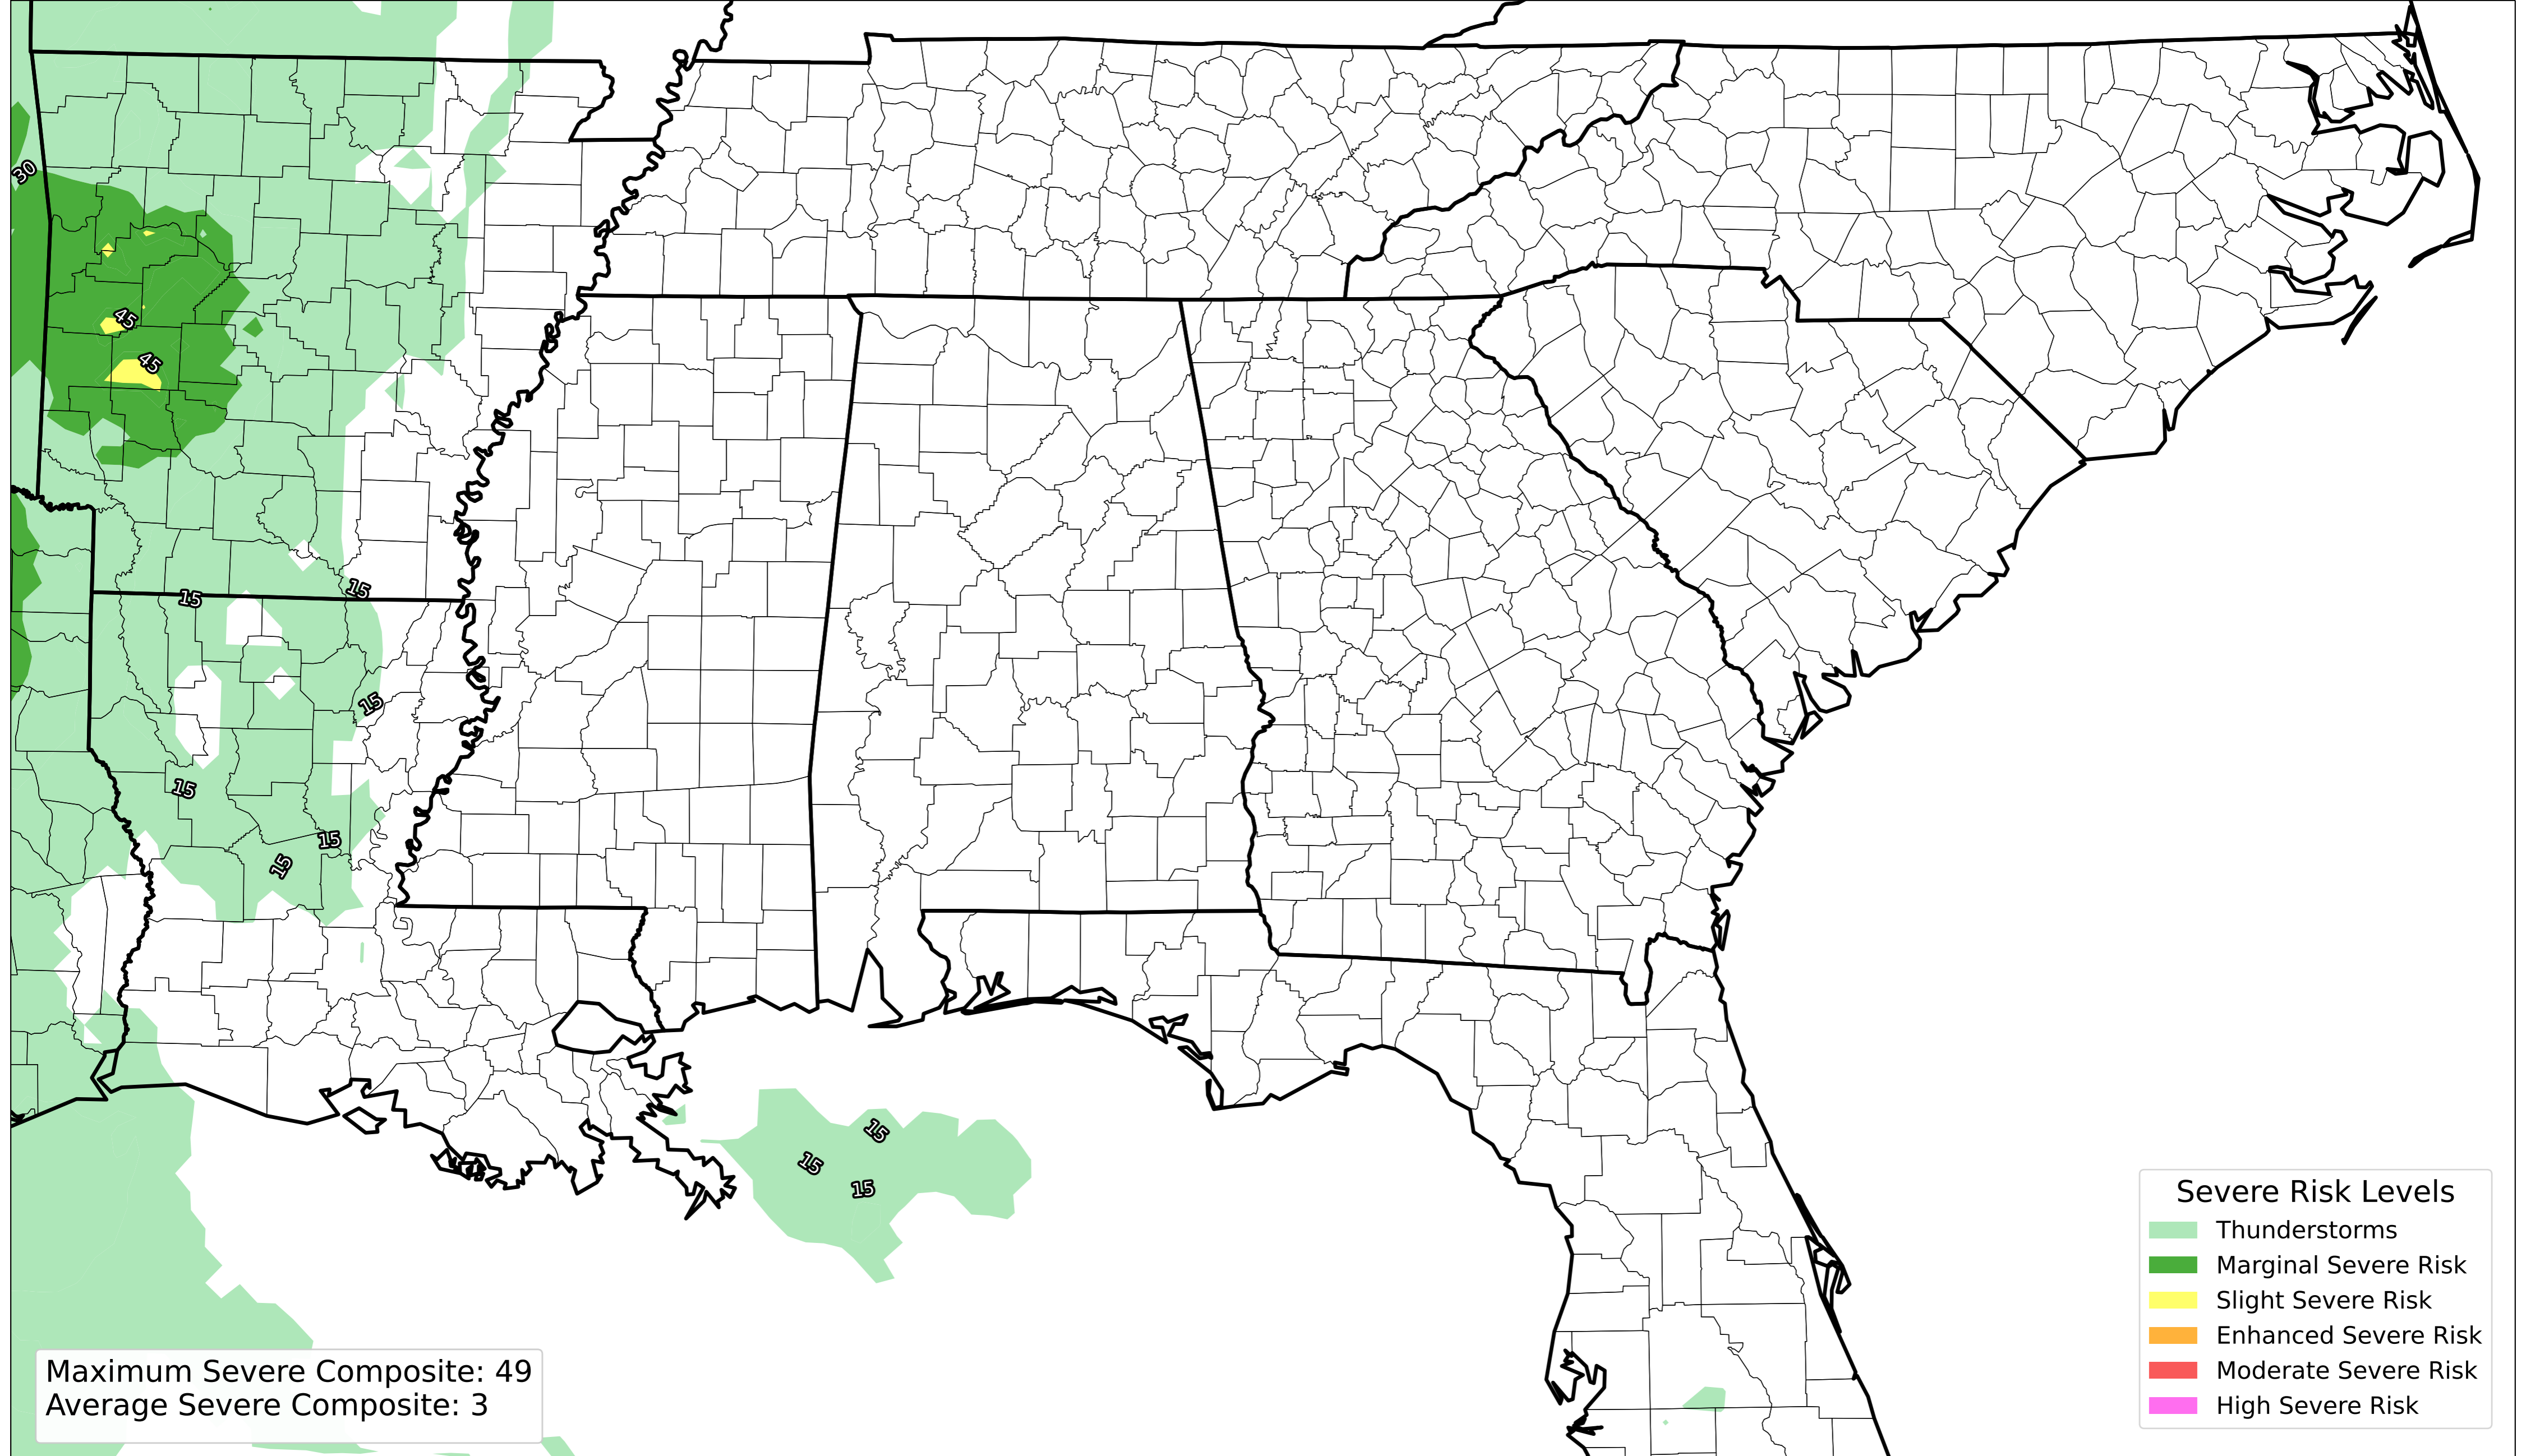 30
45
45
15
15
15
15
15
15
15
15
15
Severe Risk Levels
Thunderstorms
Marginal Severe Risk
Slight Severe Risk
Enhanced Severe Risk
Moderate Severe Risk
High Severe Risk
Maximum Severe Composite: 49
Average Severe Composite: 3